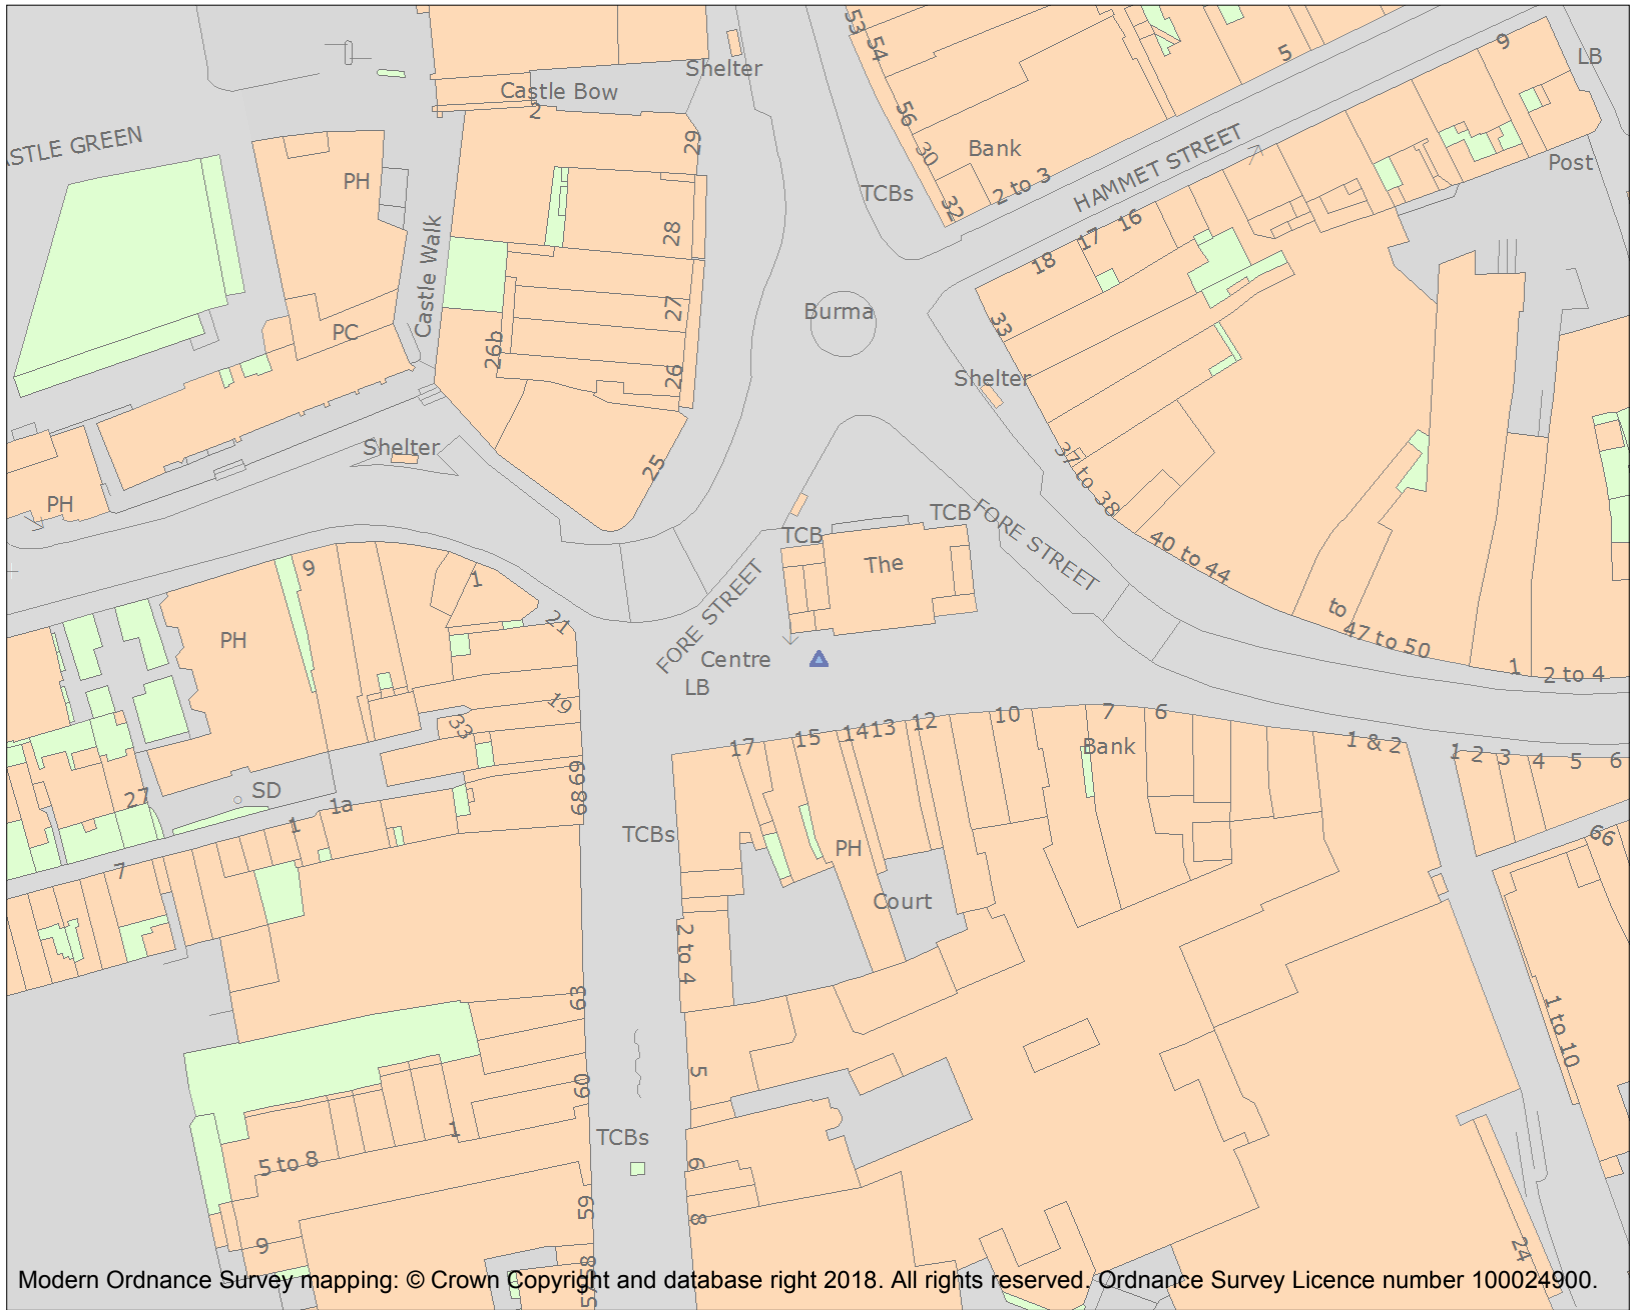 53
54
5
9
LB
Shelter
Castle Bow
2
56
Bank
30
29
ASTLE GREEN
PH
TCBs
2 to 3
32
HAMMET STREET
Post
28
Castle Walk
18
17
16
27
Burma
33
PC
26b
26
Shelter
Shelter
25
37 to 38
PH
TCB
TCB
FORE STREET
40 to 44
The
9
1
FORE STREET
to
47 to 50
21
PH
Centre
1
2 to 4
LB
19
33
17
15
14
13
12
10
7
6
Bank
1 & 2
1
2
3
4
5
6
SD
27
1a
1
69
68
TCBs
PH
66
7
Court
2 to 4
63
1 to 10
5
60
1
TCBs
5 to 8
6
59
8
9
24
58
57
Modern Ordnance Survey mapping: © Crown Copyright and database right 2018. All rights reserved. Ordnance Survey Licence number 100024900.